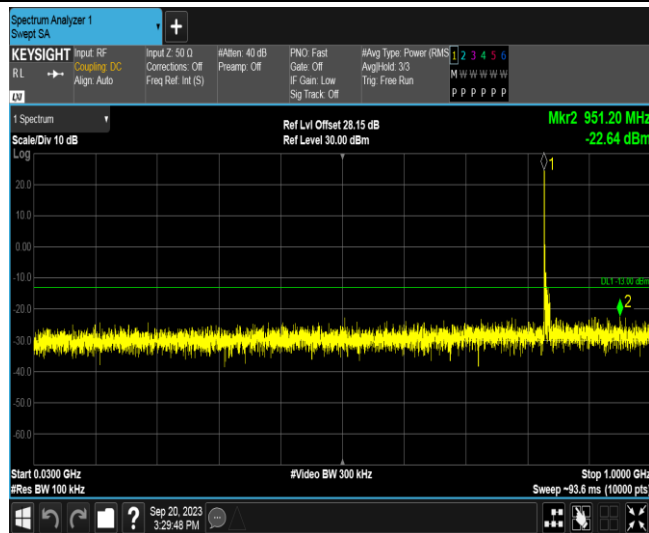 Spectrum Analyzer 1
Swept SA
KEYSIGHT
RL
LXI
Input: RF
Coupling: DC
Align: Auto
Input Z: 50 Ω
Corrections: Off
Freq Ref: Int (S)
#Atten: 40 dB
Preamp: Off
PNO: Fast
Gate: Off
IF Gain: Low
Sig Track: Off
#Avg Type: Power (RMS
Avg|Hold: 3/3
Trig: Free Run
1 2 3 4 5 6
M W W W W W
P P P P P P
1 Spectrum
Scale/Div 10 dB
Log
Ref Lvl Offset 28.15 dB
Ref Level 30.00 dBm
Mkr2 951.20 MHz
-22.64 dBm
1
20.0
10.0
0.00
-10.0
DL1 -13.00 dBm
2
-20.0
-30.0
-40.0
-50.0
-60.0
Start 0.0300 GHz
#Res BW 100 kHz
#Video BW 300 kHz
Stop 1.0000 GHz
Sweep ~93.6 ms (10000 pts)
?
Sep 20, 2023
3:29:48 PM